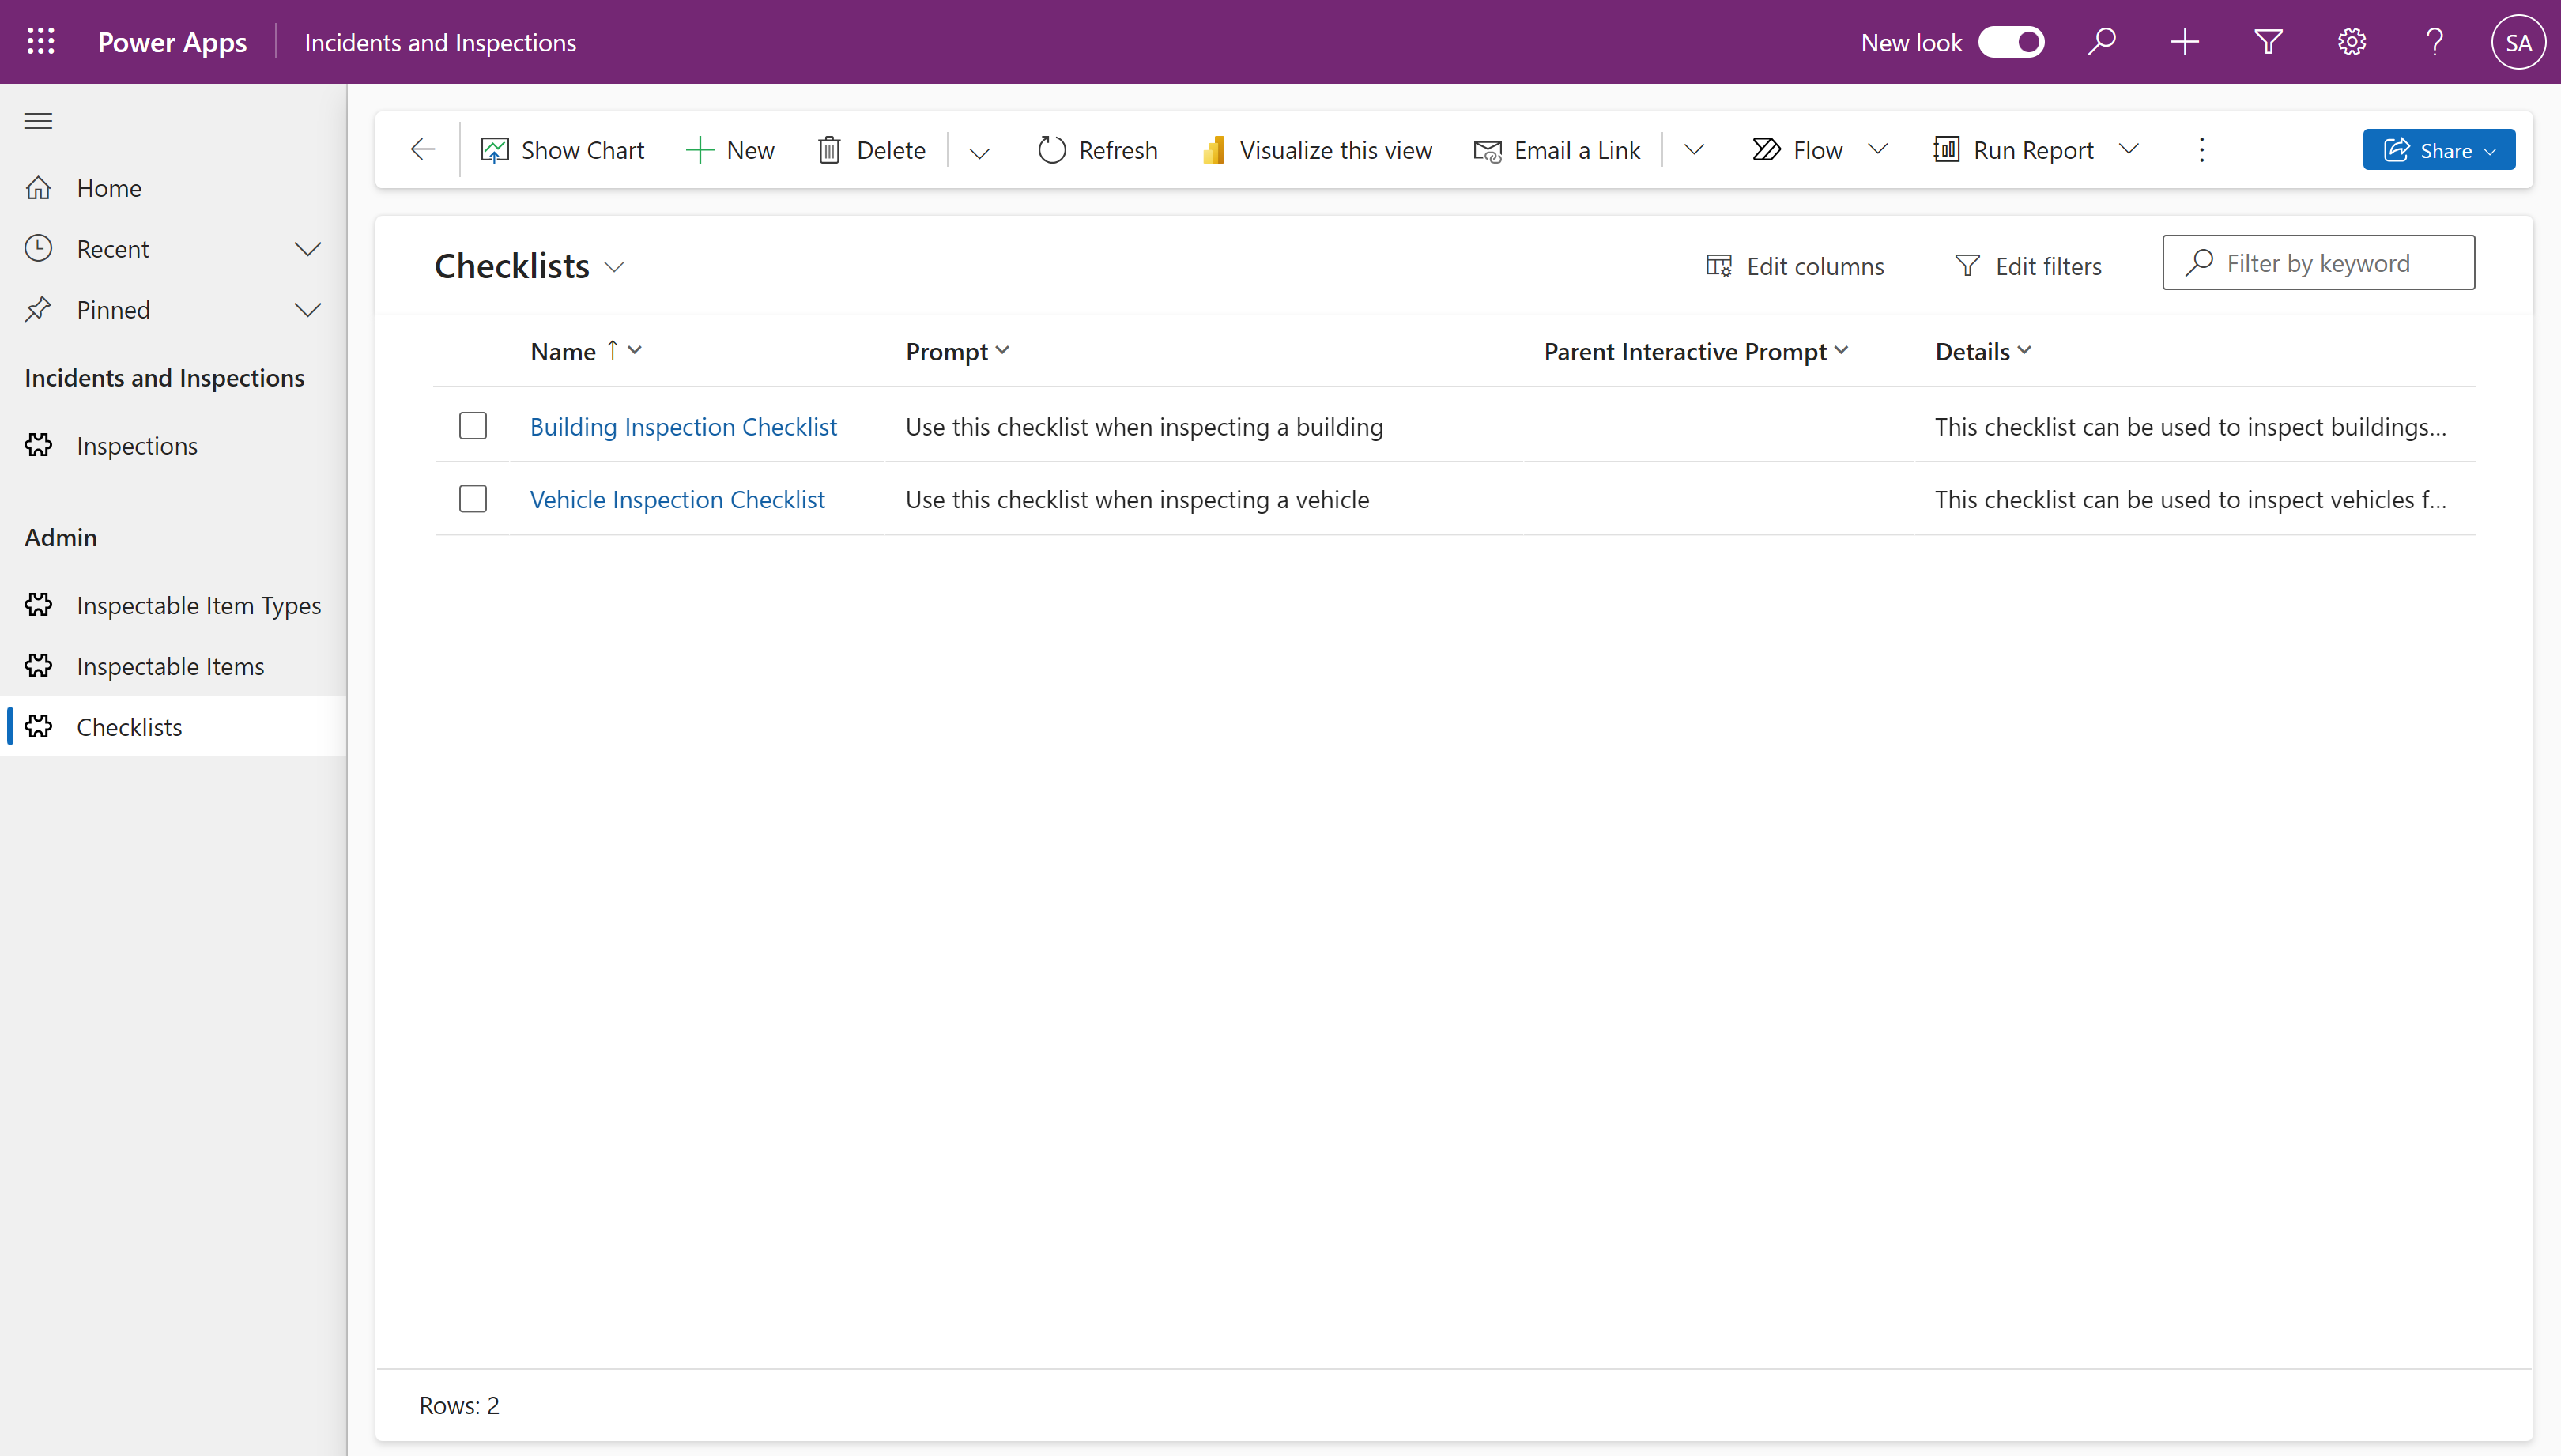 Power Apps Incidents and Inspections New look SA
Show Chart New Delete Refresh Visualize this view Email a Link Flow Run Report Share
Home
Recent
Pinned
Incidents and Inspections
Inspections
Admin
Inspectable Item Types
Inspectable Items
Checklists
Checklists Edit columns Edit filters Filter by keyword
Name Prompt Parent Interactive Prompt Details
Building Inspection Checklist Use this checklist when inspecting a building This checklist can be used to inspect buildings...
Vehicle Inspection Checklist Use this checklist when inspecting a vehicle This checklist can be used to inspect vehicles f...
Rows: 2